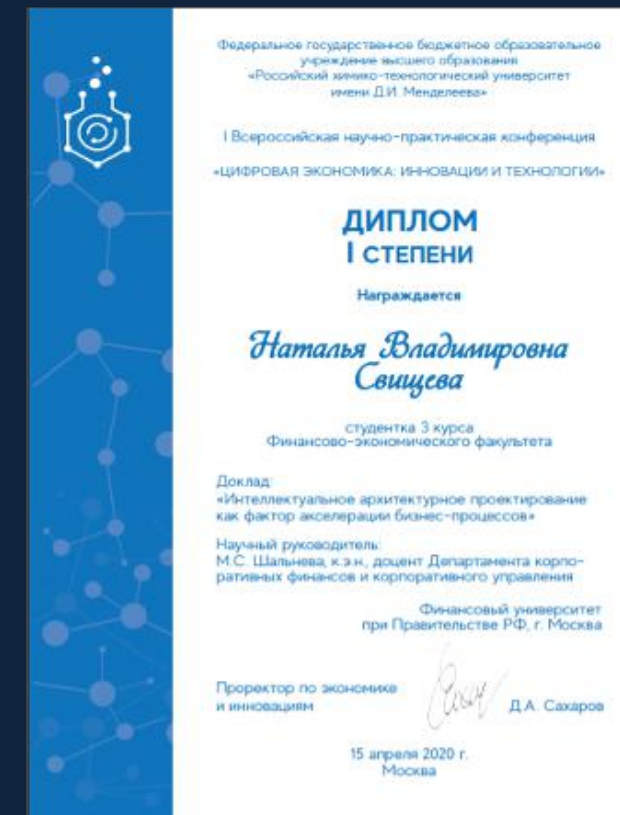 Федеральное государственное бюджетное образовательное
учреждение высшего образования
«Российский химико-технологический университет
имени Д.И. Менделеева»
I Всероссийская научно-практическая конференция
«ЦИФРОВАЯ ЭКОНОМИКА: ИННОВАЦИИ И ТЕХНОЛОГИИ»
ДИПЛОМ
I СТЕПЕНИ
Награждается
Наталья Владимировна
Свищева
студентка 3 курса
Финансово-экономического факультета
Доклад:
«Интеллектуальное архитектурное проектирование
как фактор акселерации бизнес-процессов»
Научный руководитель:
М.С. Шальнева, к.э.н., доцент Департамента корпо-
ративных финансов и корпоративного управления
Финансовый университет
при Правительстве РФ, г. Москва
Проректор по экономике
и инновациям
Д.А. Сахаров
15 апреля 2020 г.
Москва